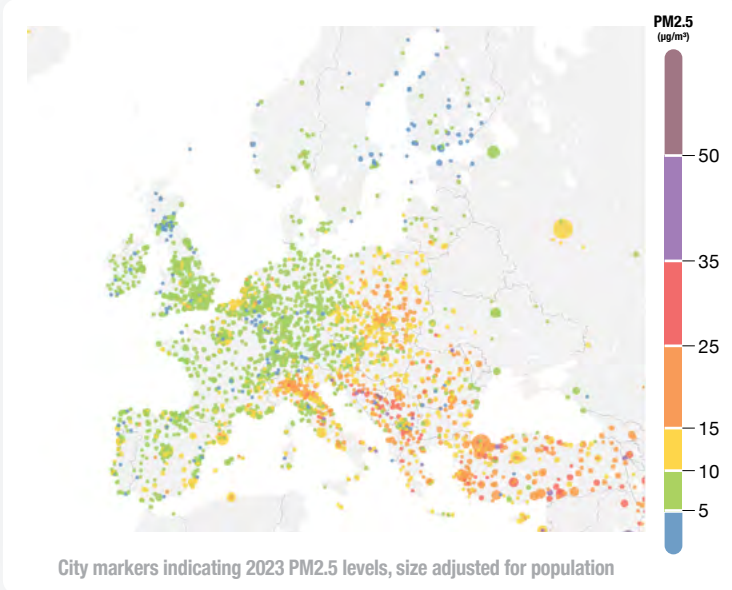 PM2.5
(µg/m³)
50
35
25
15
10
5
City markers indicating 2023 PM2.5 levels, size adjusted for population